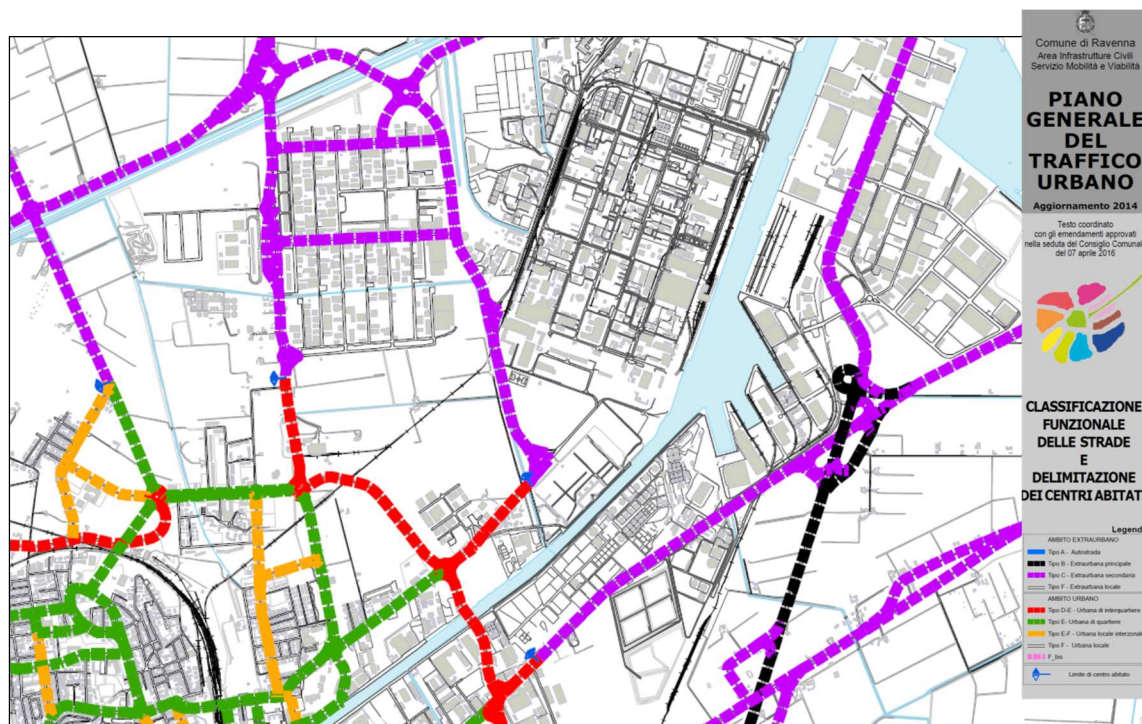 Comune di Ravenna
Area Infrastrutture Civili
Servizio Mobilità e Viabilità
PIANO
GENERALE
DEL
TRAFFICO
URBANO
Aggiornamento 2014
Testo coordinato
con gli emendamenti approvati
nella seduta del Consiglio Comunal
del 07 aprile 2016
CLASSIFICAZIONE
FUNZIONALE
DELLE STRADE
E
DELIMITAZIONE
DEI CENTRI ABITAT
Legend
AMBITO EXTRAURBANO
Tipo A - Autostrada
Tipo B - Extraurbana principale
Tipo C - Extraurbana secondaria
Tipo F - Extraurbana locale
AMBITO URBANO
Tipo D-E - Urbana di interquartiere
Tipo E- Urbana di quartiere
Tipo E-F - Urbana locale interzonal
Tipo F - Urbana locale
F_bis
Limite di centro abitato